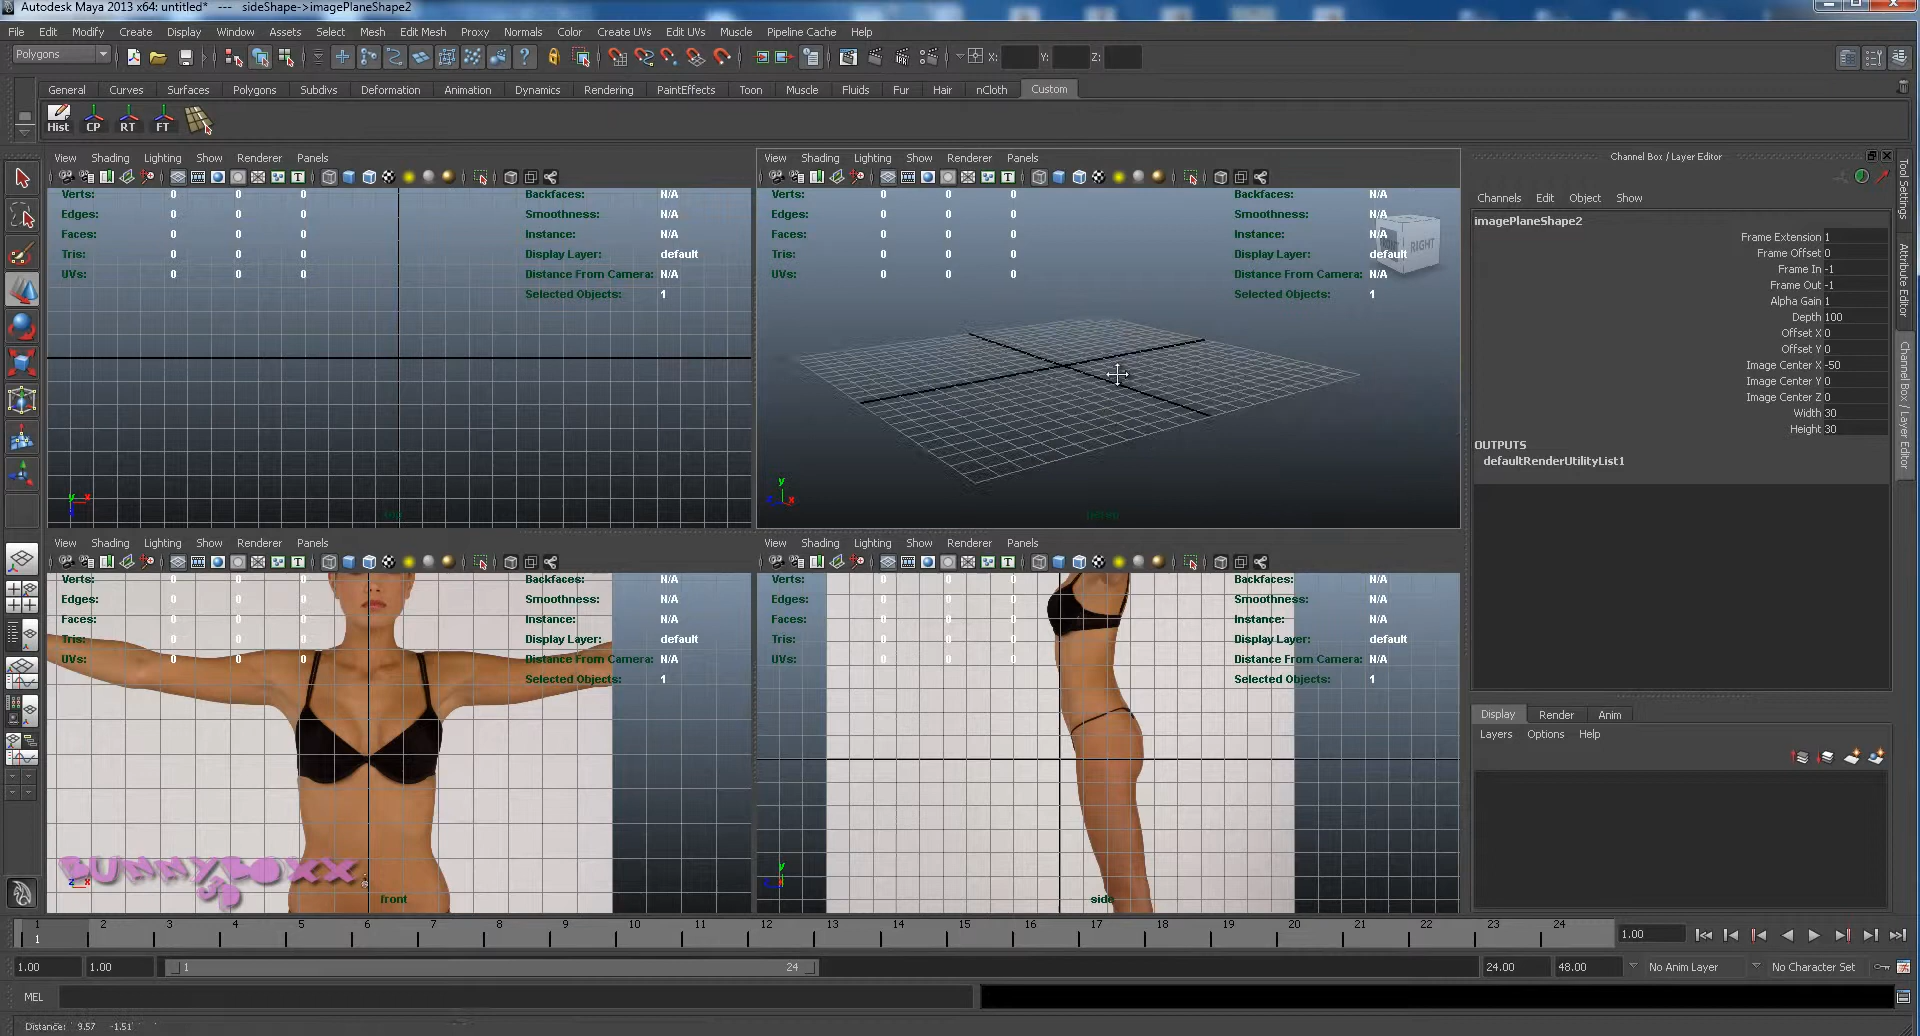 Autodesk Maya 2013 x64: untitled* --- sideShape->imagePlaneShape2
File Edit Modify Create Display Window Assets Select Mesh Edit Mesh Proxy Normals Color Create UVs Edit UVs Muscle Pipeline Cache Help
Polygons X: Y: Z:
General Curves Surfaces Polygons Subdivs Deformation Animation Dynamics Rendering PaintEffects Toon Muscle Fluids Fur Hair nCloth Custom
Hist CP RT FT
View Shading Lighting Show Renderer Panels
Verts: 0 0 0 Backfaces: N/A
Edges: 0 0 0 Smoothness: N/A
Faces: 0 0 0 Instance: N/A
Tris: 0 0 0 Display Layer: default
UVs: 0 0 0 Distance From Camera: N/A
Selected Objects: 1
y x
View Shading Lighting Show Renderer Panels
Verts: 0 0 0 Backfaces: N/A
Edges: 0 0 0 Smoothness: N/A
Faces: 0 0 0 Instance: N/A
Tris: 0 0 0 Display Layer: default
UVs: 0 0 0 Distance From Camera: N/A
Selected Objects: 1
RIGHT
y
z x
persp
View Shading Lighting Show Renderer Panels
Verts: 0 0 0 Backfaces: N/A
Edges: 0 0 0 Smoothness: N/A
Faces: 0 0 0 Instance: N/A
Tris: 0 0 0 Display Layer: default
UVs: 0 0 0 Distance From Camera: N/A
Selected Objects: 1
BUNNYBOXX
3D
z x
front
View Shading Lighting Show Renderer Panels
Verts: 0 0 0 Backfaces: N/A
Edges: 0 0 0 Smoothness: N/A
Faces: 0 0 0 Instance: N/A
Tris: 0 0 0 Display Layer: default
UVs: 0 0 0 Distance From Camera: N/A
Selected Objects: 1
y
side
Channel Box / Layer Editor
Channels Edit Object Show
imagePlaneShape2
Frame Extension 1
Frame Offset 0
Frame In -1
Frame Out -1
Alpha Gain 1
Depth 100
Offset X 0
Offset Y 0
Image Center X -50
Image Center Y 0
Image Center Z 0
Width 30
Height 30
OUTPUTS
defaultRenderUtilityList1
Display Render Anim
Layers Options Help
Tool Settings
Attribute Editor
Channel Box / Layer Editor
1 2 3 4 5 6 7 8 9 10 11 12 13 14 15 16 17 18 19 20 21 22 23 24
1 1.00
1.00 1.00 1 24 24.00 48.00 No Anim Layer No Character Set
MEL
Distance: 9.57 -1.51